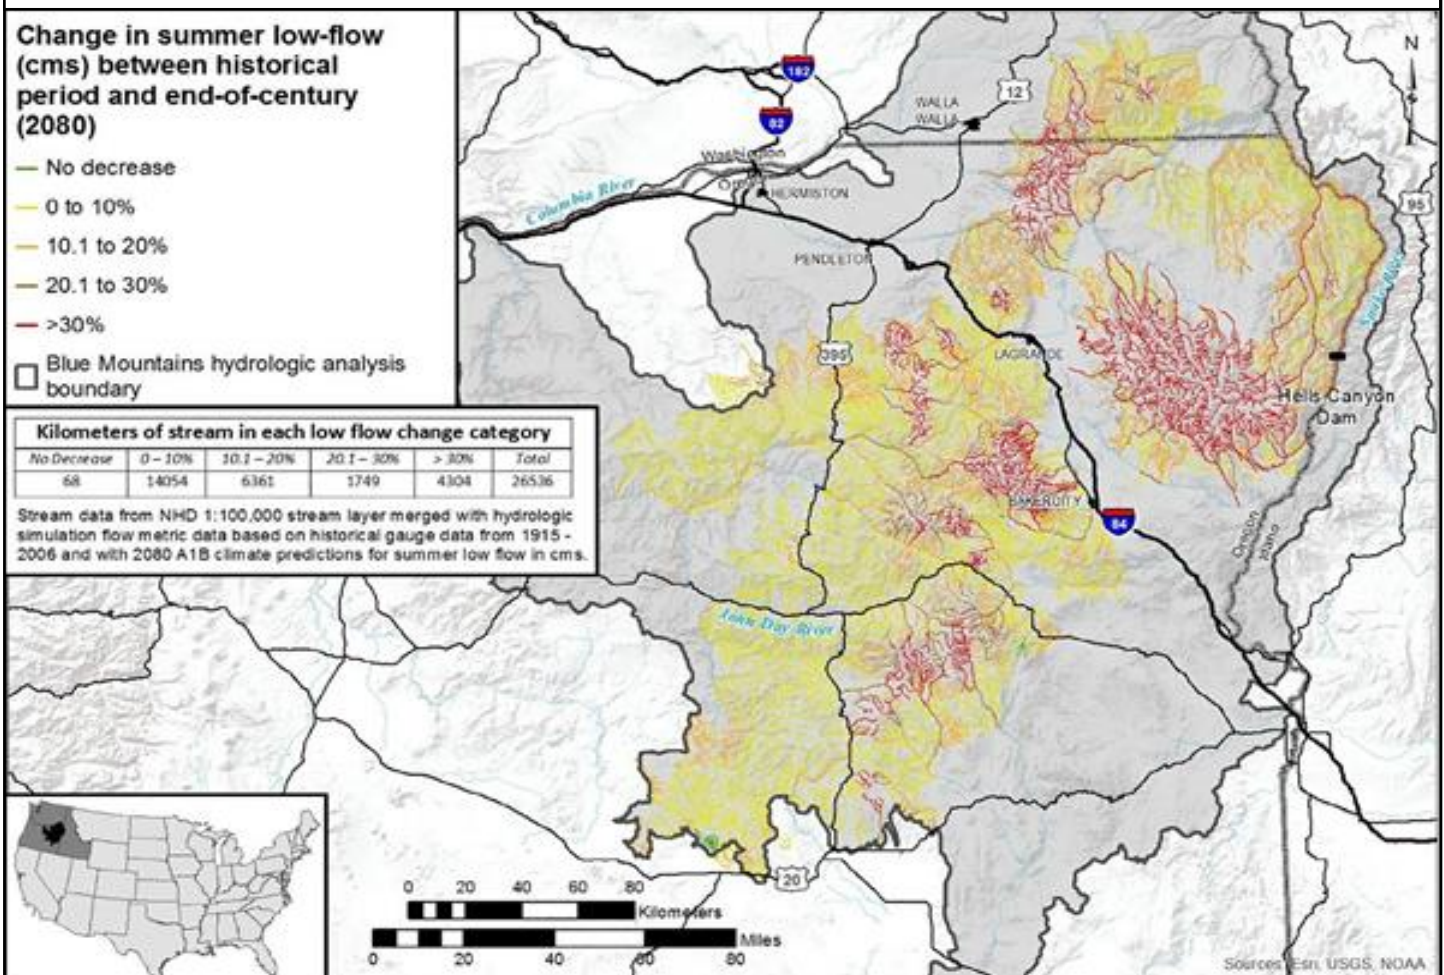 Change in summer low-flow
(cms) between historical
period and end-of-century
(2080)
No decrease
0 to 10%
10.1 to 20%
20.1 to 30%
>30%
Blue Mountains hydrologic analysis
boundary
Kilometers of stream in each low flow change category
No Decrease 0 – 10% 10.1 – 20% 20.1 – 30% > 30% Total
68 14054 6361 1749 4304 26536
Stream data from NHD 1:100,000 stream layer merged with hydrologic
simulation flow metric data based on historical gauge data from 1915 -
2006 and with 2080 A1B climate predictions for summer low flow in cms.
N
182
82
12
WALLA
WALLA
Washington
Oregon
HERMISTON
Columbia River
95
PENDLETON
Snake River
395
LAGRANDE
Hells Canyon
Dam
BAKER CITY
84
Oregon
Idaho
John Day River
20
0 20 40 60 80
Kilometers
Miles
0 20 40 60 80
Sources: Esri, USGS, NOAA